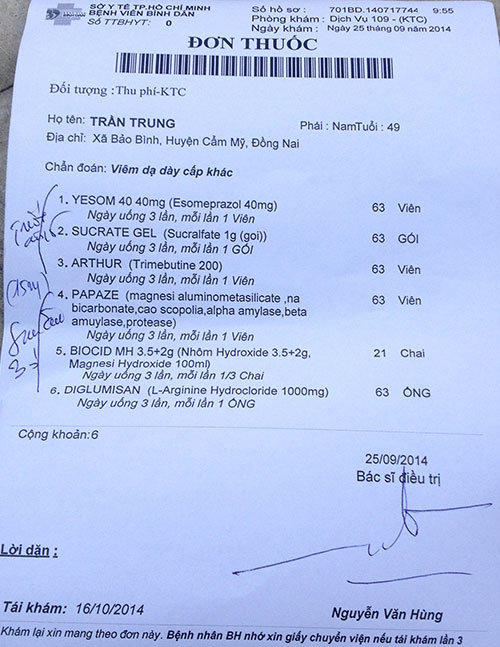 SỞ Y TẾ TP.HỒ CHÍ MINH
BỆNH VIỆN BÌNH DÂN
Số TTBHYT: 0
Số hồ sơ : 701BD.140717744 9:55
Phòng khám : Dịch Vụ 109 - (KTC)
Ngày khám : Ngày 25 tháng 09 năm 2014
ĐƠN THUỐC
Đối tượng :Thu phí-KTC
Họ tên: TRẦN TRUNG Phái : NamTuổi : 49
Địa chỉ: Xã Bảo Bình, Huyện Cẩm Mỹ, Đồng Nai
Chẩn đoán: Viêm dạ dày cấp khác
1. YESOM 40 40mg (Esomeprazol 40mg) 63 Viên
Ngày uống 3 lần, mỗi lần 1 Viên
2. SUCRATE GEL (Sucralfate 1g (goi)) 63 GÓI
Ngày uống 3 lần, mỗi lần 1 GÓI
3. ARTHUR (Trimebutine 200) 63 Viên
Ngày uống 3 lần, mỗi lần 1 Viên
4. PAPAZE (magnesi aluminometasilicate ,na 63 Viên
bicarbonate,cao scopolia,alpha amylase,beta
amuylase,protease)
Ngày uống 3 lần, mỗi lần 1 Viên
5. BIOCID MH 3.5+2g (Nhôm Hydroxide 3.5+2g, 21 Chai
Magnesi Hydroxide 100ml)
Ngày uống 3 lần, mỗi lần 1/3 Chai
6. DIGLUMISAN (L-Arginine Hydrocloride 1000mg) 63 ỐNG
Ngày uống 3 lần, mỗi lần 1 ỐNG
Cộng khoản:6
25/09/2014
Bác sĩ điều trị
Lời dặn :
Tái khám: 16/10/2014 Nguyễn Văn Hùng
Khám lại xin mang theo đơn này. Bệnh nhân BH nhớ xin giấy chuyển viện nếu tái khám lần 3